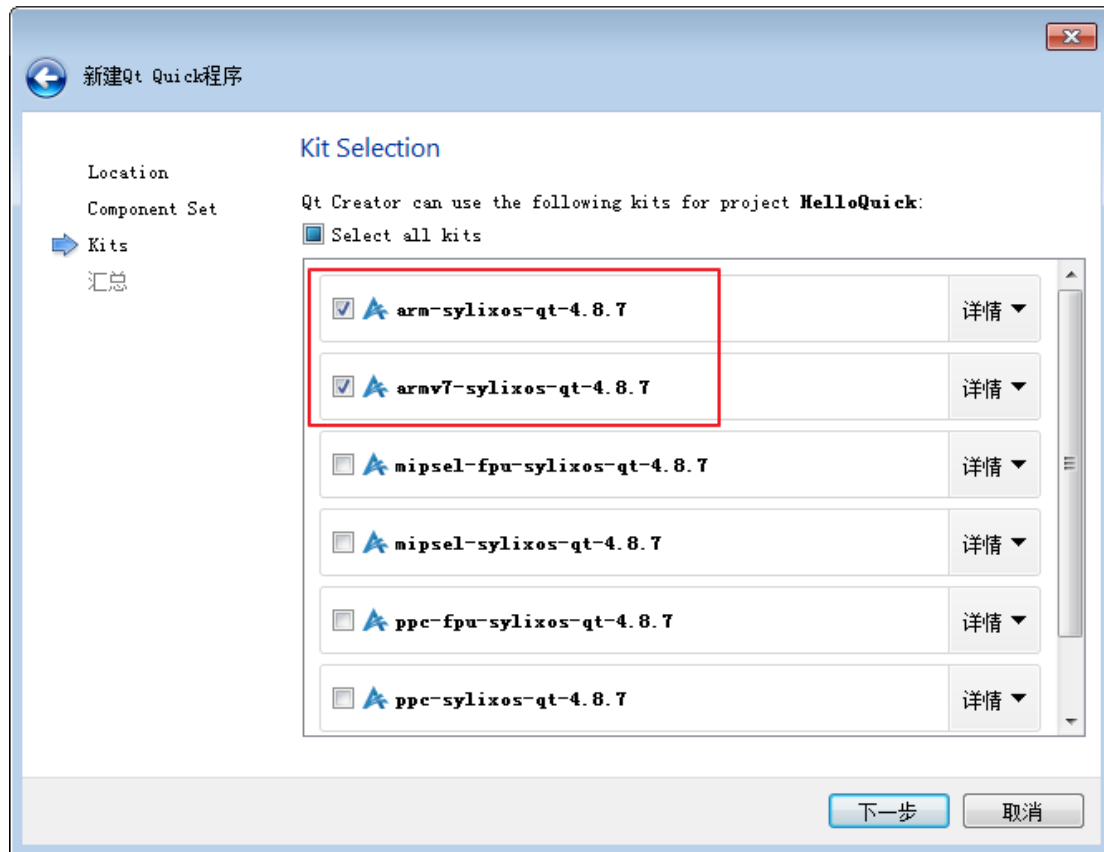 新建Qt Quick程序
Location
Component Set
Kits
汇总
Kit Selection
Qt Creator can use the following kits for project HelloQuick:
Select all kits
arm-sylixos-qt-4.8.7 详情
armv7-sylixos-qt-4.8.7 详情
mipsel-fpu-sylixos-qt-4.8.7 详情
mipsel-sylixos-qt-4.8.7 详情
ppc-fpu-sylixos-qt-4.8.7 详情
ppc-sylixos-qt-4.8.7 详情
下一步 取消